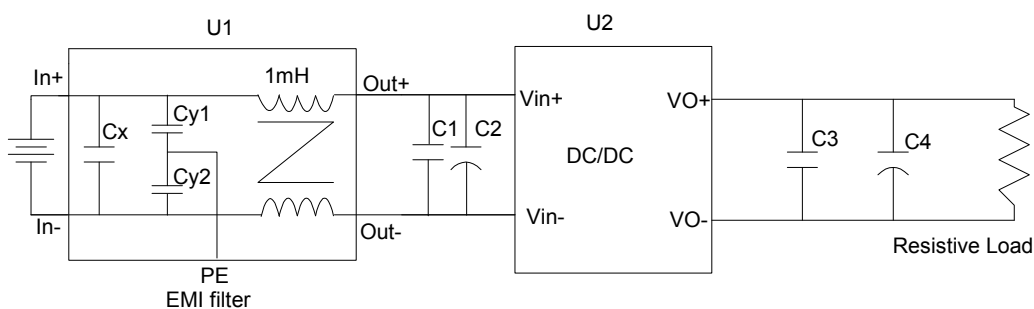 U1
U2
In+
1mH
Out+
Cy1
Cx
Cy2
C1
C2
Vin+
VO+
DC/DC
C3
C4
Vin-
VO-
In-
Out-
Resistive Load
PE
EMI filter